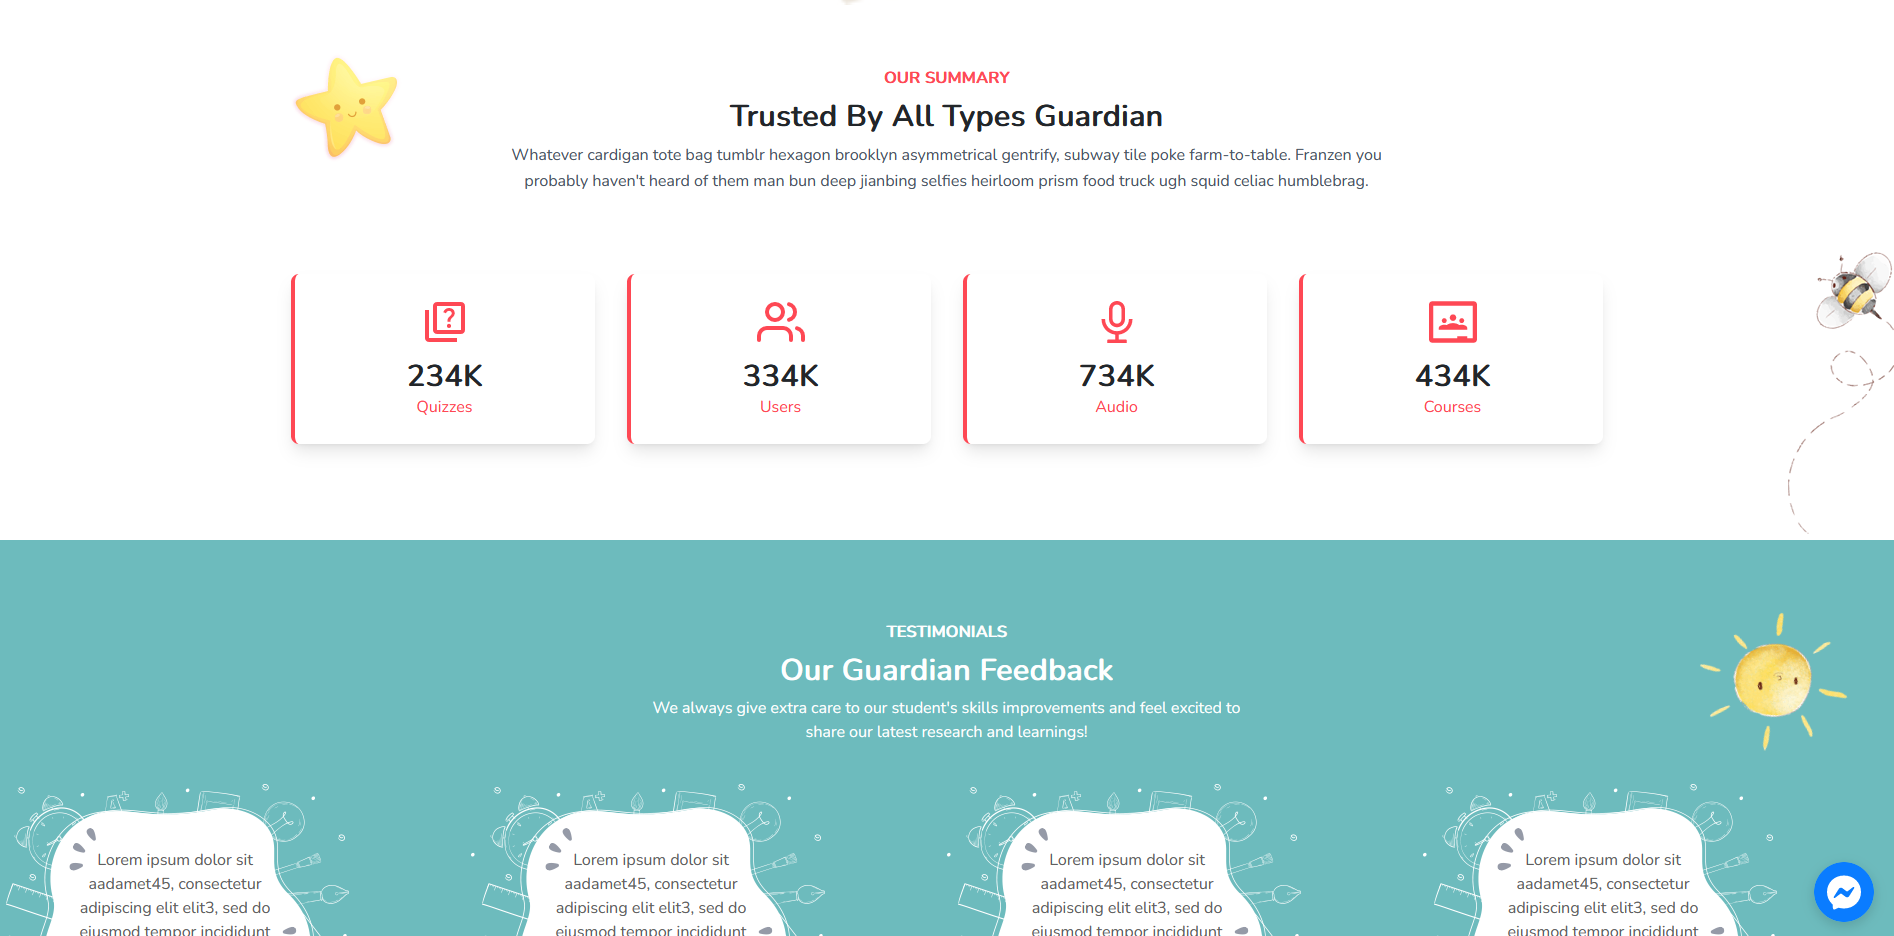 OUR SUMMARY
Trusted By All Types Guardian
Whatever cardigan tote bag tumblr hexagon brooklyn asymmetrical gentrify, subway tile poke farm-to-table. Franzen you
probably haven't heard of them man bun deep jianbing selfies heirloom prism food truck ugh squid celiac humblebrag.
234K
Quizzes
334K
Users
734K
Audio
434K
Courses
TESTIMONIALS
Our Guardian Feedback
We always give extra care to our student's skills improvements and feel excited to
share our latest research and learnings!
Lorem ipsum dolor sit
aadamet45, consectetur
adipiscing elit elit3, sed do
eiusmod tempor incididunt
Lorem ipsum dolor sit
aadamet45, consectetur
adipiscing elit elit3, sed do
eiusmod tempor incididunt
Lorem ipsum dolor sit
aadamet45, consectetur
adipiscing elit elit3, sed do
eiusmod tempor incididunt
Lorem ipsum dolor sit
aadamet45, consectetur
adipiscing elit elit3, sed do
eiusmod tempor incididunt